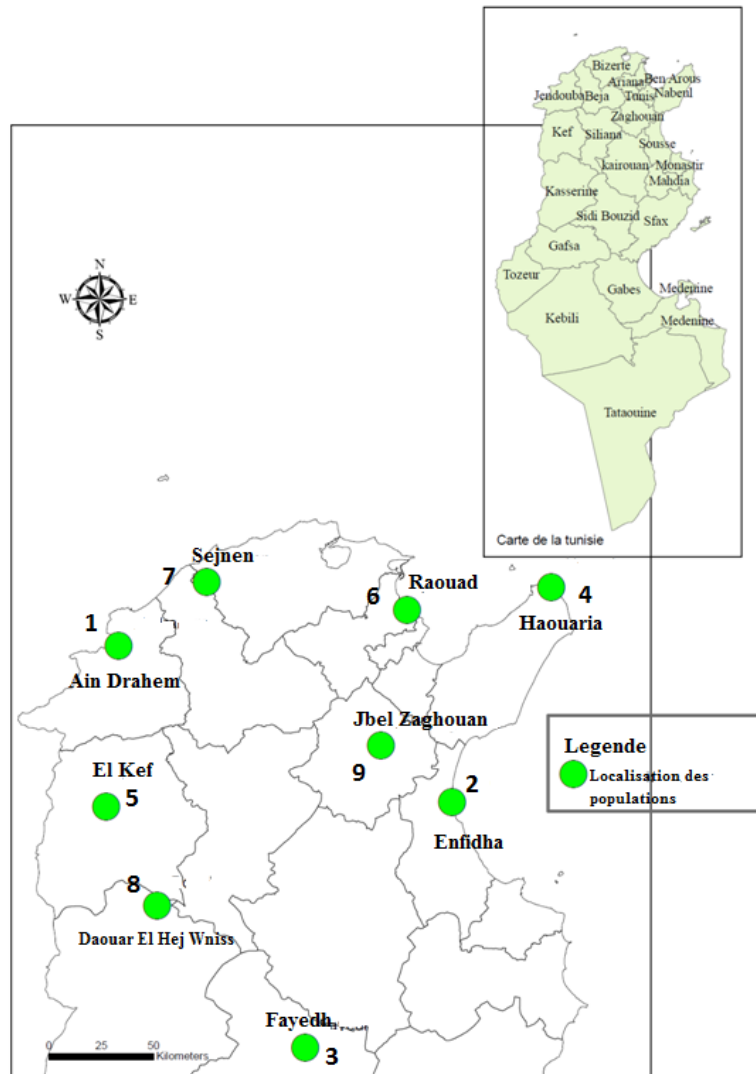 Bizerte
Ariana
Ben Arous
Jendouba
Beja
Tunis
Nabenl
Zaghouan
Kef
Siliana
Sousse
kairouan
Monastir
Mahdia
Kasserine
Sidi Bouzid
Sfax
Gafsa
Tozeur
Gabes
Medenine
Kebili
Medenine
Tataouine
Carte de la tunisie
N
W
E
S
Sejnen
7
Raouad
6
4
Haouaria
1
Ain Drahem
Jbel Zaghouan
9
El Kef
5
2
Enfidha
Legende
Localisation des
populations
8
Daouar El Hej Wniss
Fayedh
3
0 25 50
Kilometers